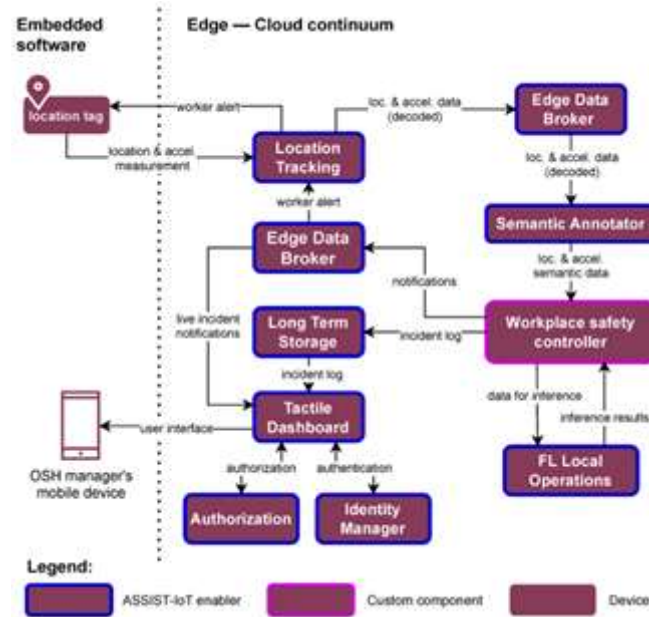 Embedded
software
Edge — Cloud continuum
location tag
worker alert
location & accel.
measurement
Location
Tracking
loc. & accel. data
(decoded)
Edge Data
Broker
loc. & accel. data
(decoded)
worker alert
Semantic Annotator
Edge Data
Broker
loc. & accel.
semantic data
notifications
live incident
notifications
Long Term
Storage
incident log
Workplace safety
controller
incident log
data for inference
inference results
Tactile
Dashboard
user interface
OSH manager's
mobile device
authorization
authentication
FL Local
Operations
Authorization
Identity
Manager
Legend:
ASSIST-IoT enabler
Custom component
Device